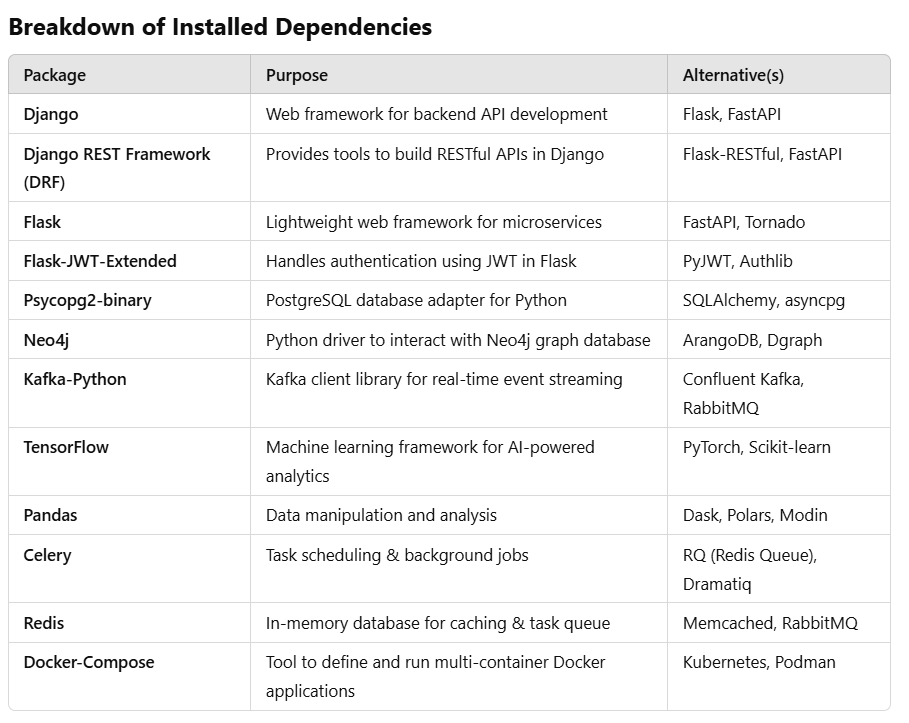 Breakdown of Installed Dependencies
Package Purpose Alternative(s)
Django Web framework for backend API development Flask, FastAPI
Django REST Framework Provides tools to build RESTful APIs in Django Flask-RESTful, FastAPI
(DRF)
Flask Lightweight web framework for microservices FastAPI, Tornado
Flask-JWT-Extended Handles authentication using JWT in Flask PyJWT, Authlib
Psycopg2-binary PostgreSQL database adapter for Python SQLAlchemy, asyncpg
Neo4j Python driver to interact with Neo4j graph database ArangoDB, Dgraph
Kafka-Python Kafka client library for real-time event streaming Confluent Kafka,
RabbitMQ
TensorFlow Machine learning framework for AI-powered PyTorch, Scikit-learn
analytics
Pandas Data manipulation and analysis Dask, Polars, Modin
Celery Task scheduling & background jobs RQ (Redis Queue),
Dramatiq
Redis In-memory database for caching & task queue Memcached, RabbitMQ
Docker-Compose Tool to define and run multi-container Docker Kubernetes, Podman
applications